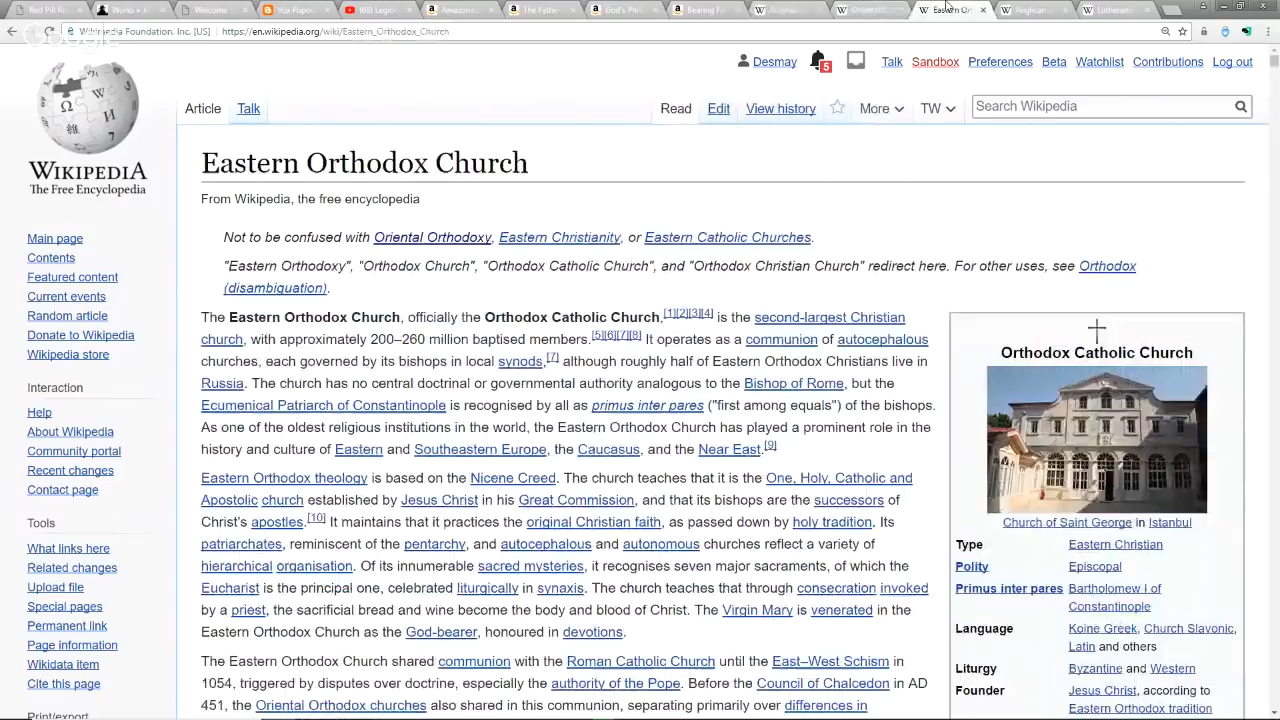 Red Pill Re
Works + n
Welcome
Vox Popol
(68) Legion
Amazon.c
The Fathe
God's Ph
Bearing Fa
Eastern Or
Anglican
Lutheran
Wikipedia Foundation, Inc. [US] https://en.wikipedia.org/wiki/Eastern_Orthodox_Church
Desmay 5 Talk Sandbox Preferences Beta Watchlist Contributions Log out
Article Talk Read Edit View history More TW Search Wikipedia
WIKIPEDIA
The Free Encyclopedia
Main page
Contents
Featured content
Current events
Random article
Donate to Wikipedia
Wikipedia store
Interaction
Help
About Wikipedia
Community portal
Recent changes
Contact page
Tools
What links here
Related changes
Upload file
Special pages
Permanent link
Page information
Wikidata item
Cite this page
Print/export
Eastern Orthodox Church
From Wikipedia, the free encyclopedia
Not to be confused with Oriental Orthodoxy, Eastern Christianity, or Eastern Catholic Churches.
"Eastern Orthodoxy", "Orthodox Church", "Orthodox Catholic Church", and "Orthodox Christian Church" redirect here. For other uses, see Orthodox
(disambiguation).
The Eastern Orthodox Church, officially the Orthodox Catholic Church,[1][2][3][4] is the second-largest Christian
church, with approximately 200–260 million baptised members.[5][6][7][8] It operates as a communion of autocephalous
churches, each governed by its bishops in local synods,[7] although roughly half of Eastern Orthodox Christians live in
Russia. The church has no central doctrinal or governmental authority analogous to the Bishop of Rome, but the
Ecumenical Patriarch of Constantinople is recognised by all as primus inter pares ("first among equals") of the bishops.
As one of the oldest religious institutions in the world, the Eastern Orthodox Church has played a prominent role in the
history and culture of Eastern and Southeastern Europe, the Caucasus, and the Near East.[9]
Eastern Orthodox theology is based on the Nicene Creed. The church teaches that it is the One, Holy, Catholic and
Apostolic church established by Jesus Christ in his Great Commission, and that its bishops are the successors of
Christ's apostles.[10] It maintains that it practices the original Christian faith, as passed down by holy tradition. Its
patriarchates, reminiscent of the pentarchy, and autocephalous and autonomous churches reflect a variety of
hierarchical organisation. Of its innumerable sacred mysteries, it recognises seven major sacraments, of which the
Eucharist is the principal one, celebrated liturgically in synaxis. The church teaches that through consecration invoked
by a priest, the sacrificial bread and wine become the body and blood of Christ. The Virgin Mary is venerated in the
Eastern Orthodox Church as the God-bearer, honoured in devotions.
The Eastern Orthodox Church shared communion with the Roman Catholic Church until the East–West Schism in
1054, triggered by disputes over doctrine, especially the authority of the Pope. Before the Council of Chalcedon in AD
451, the Oriental Orthodox churches also shared in this communion, separating primarily over differences in
Orthodox Catholic Church
Church of Saint George in Istanbul
Type Eastern Christian
Polity Episcopal
Primus inter pares Bartholomew I of
Constantinople
Language Koine Greek, Church Slavonic,
Latin and others
Liturgy Byzantine and Western
Founder Jesus Christ, according to
Eastern Orthodox tradition